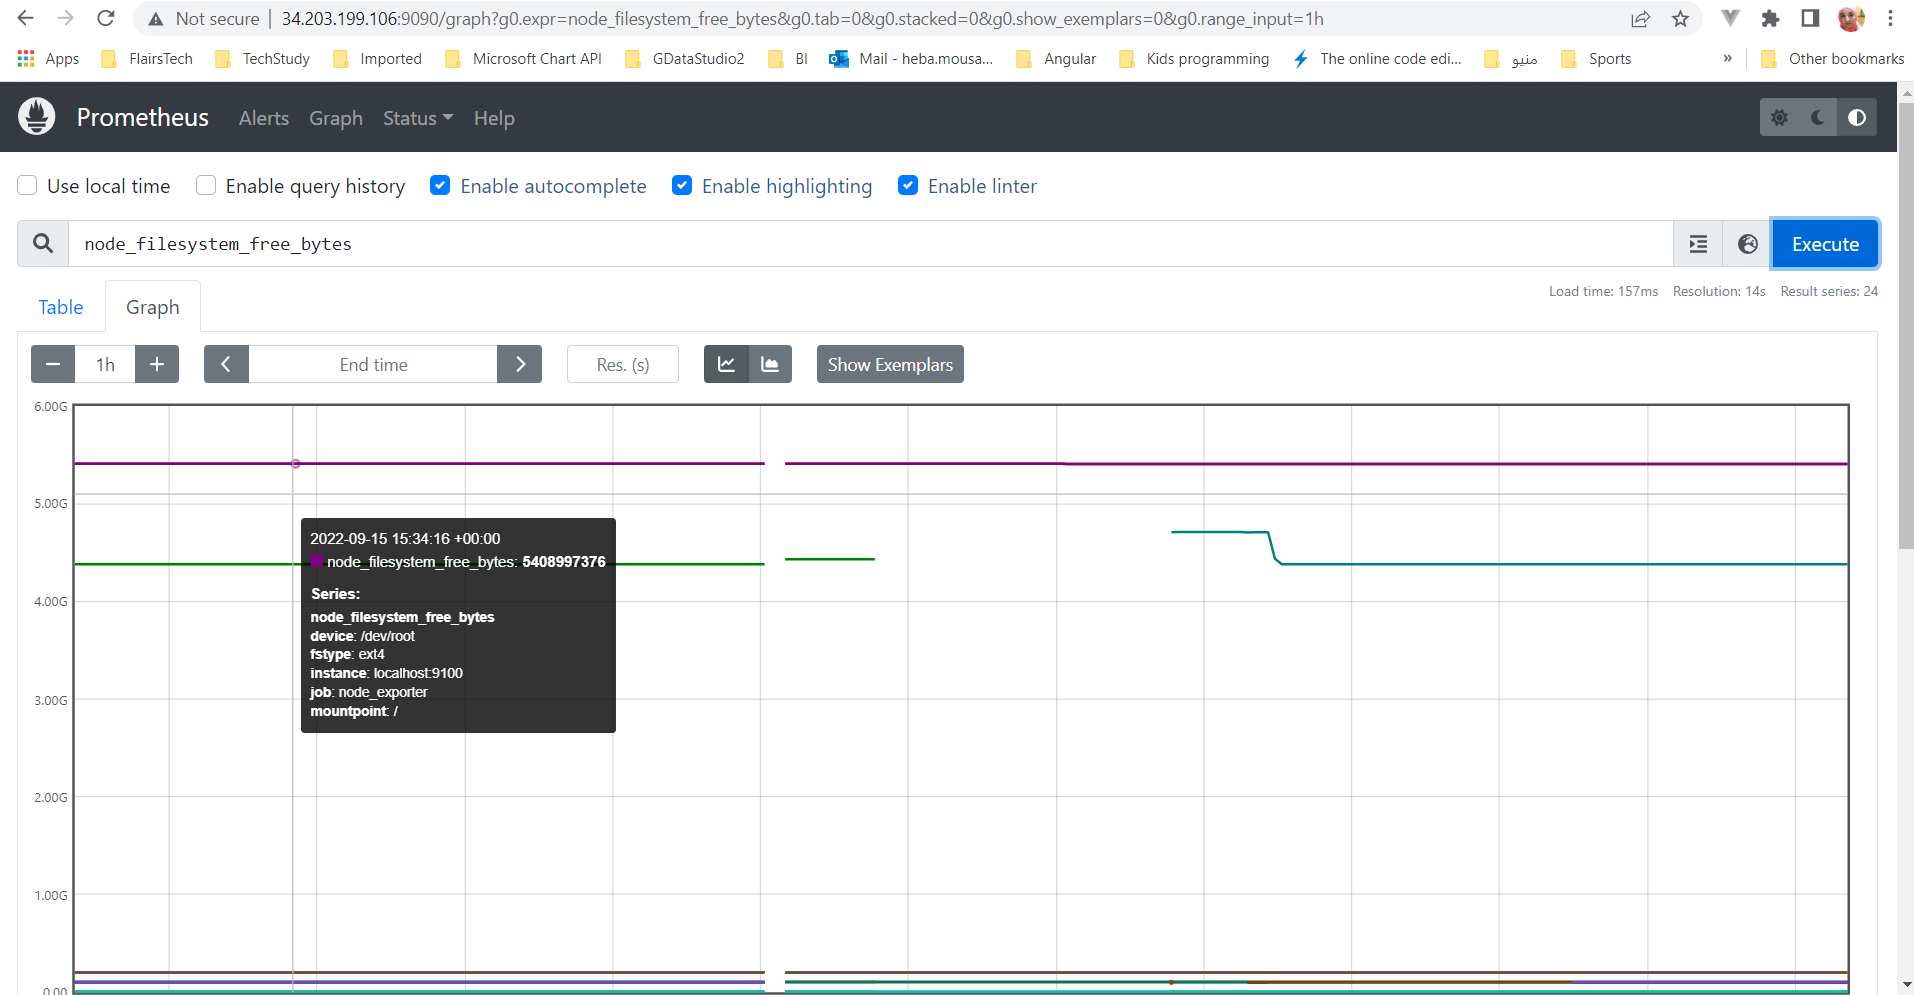 Not secure | 34.203.199.106:9090/graph?g0.expr=node_filesystem_free_bytes&g0.tab=0&g0.stacked=0&g0.show_exemplars=0&g0.range_input=1h
Apps FlairsTech TechStudy Imported Microsoft Chart API GDataStudio2 BI Mail - heba.mousa... Angular Kids programming The online code edi... منيو Sports » Other bookmarks
Prometheus Alerts Graph Status Help
Use local time Enable query history Enable autocomplete Enable highlighting Enable linter
node_filesystem_free_bytes Execute
Table Graph Load time: 157ms Resolution: 14s Result series: 24
1h End time Res. (s) Show Exemplars
6.00G
5.00G
4.00G
3.00G
2.00G
1.00G
0.00
2022-09-15 15:34:16 +00:00
node_filesystem_free_bytes: 5408997376
Series:
node_filesystem_free_bytes
device: /dev/root
fstype: ext4
instance: localhost:9100
job: node_exporter
mountpoint: /